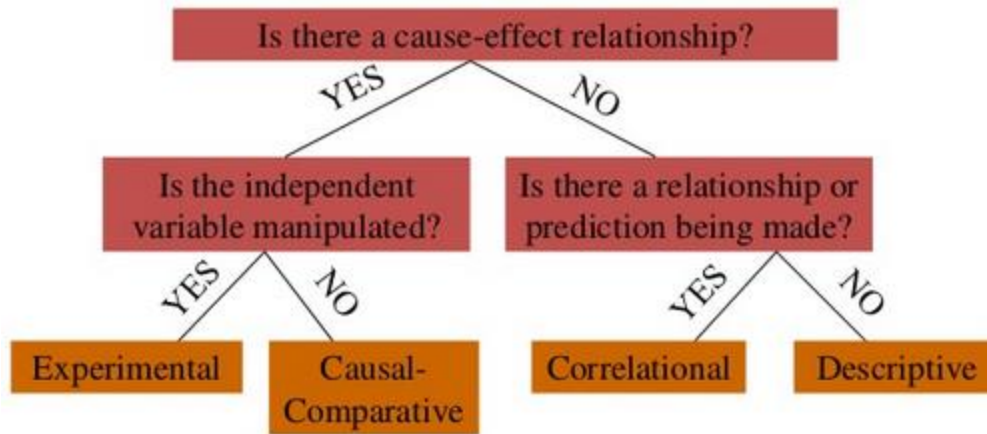 Is there a cause-effect relationship?
YES
NO
Is the independent
variable manipulated?
Is there a relationship or
prediction being made?
YES
NO
YES
NO
Experimental
Causal-
Comparative
Correlational
Descriptive